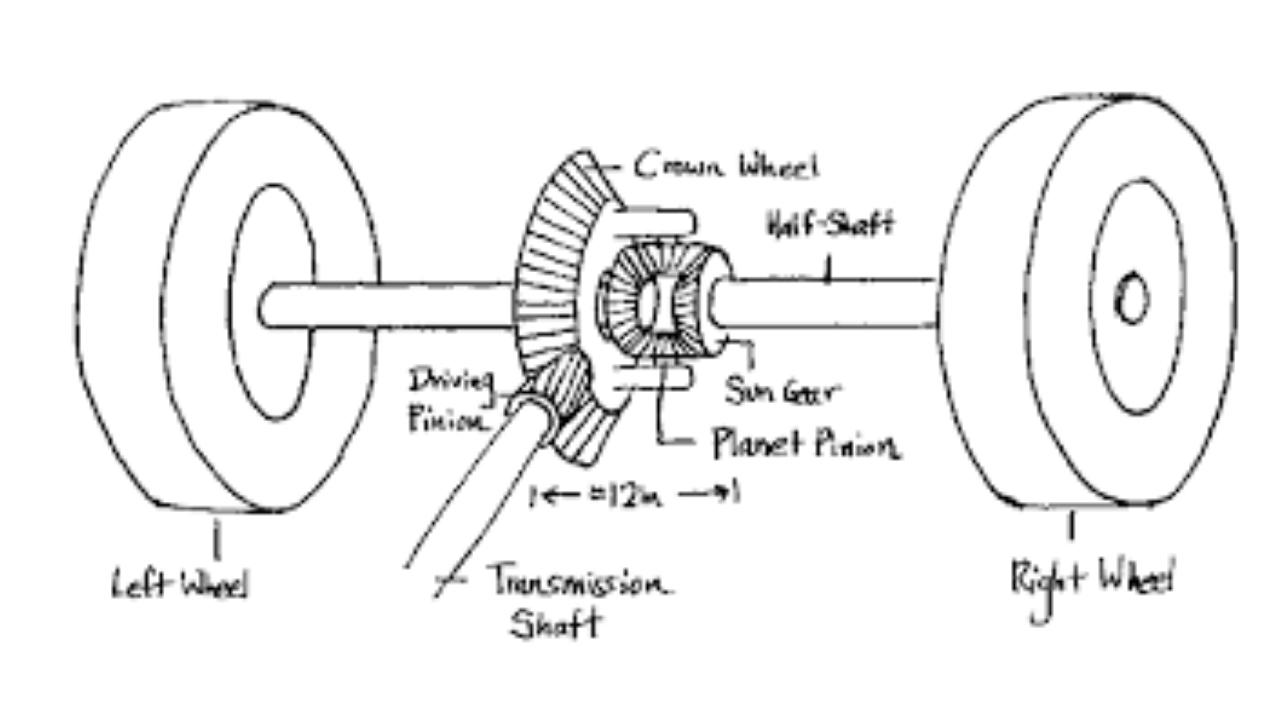 Crown Wheel
Half-Shaft
Driving
Pinion
Sun Gear
Planet Pinion
≈12in
Transmission
Shaft
Left Wheel
Right Wheel